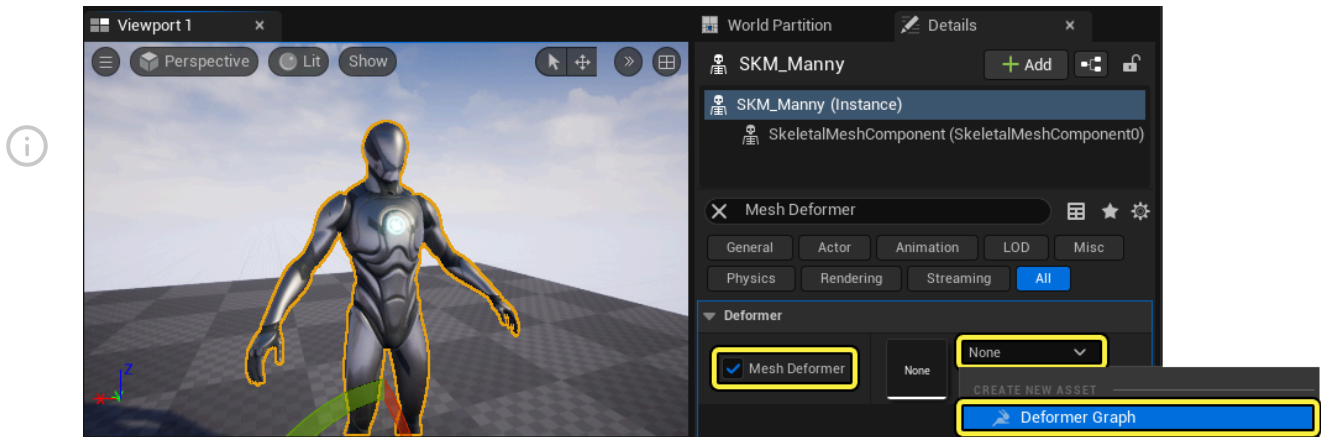 Viewport 1
World Partition
Details
Perspective
Lit
Show
SKM_Manny
Add
SKM_Manny (Instance)
SkeletalMeshComponent (SkeletalMeshComponent0)
Mesh Deformer
General Actor Animation LOD Misc
Physics Rendering Streaming All
Deformer
Mesh Deformer
None
None
CREATE NEW ASSET
Deformer Graph
Z
X